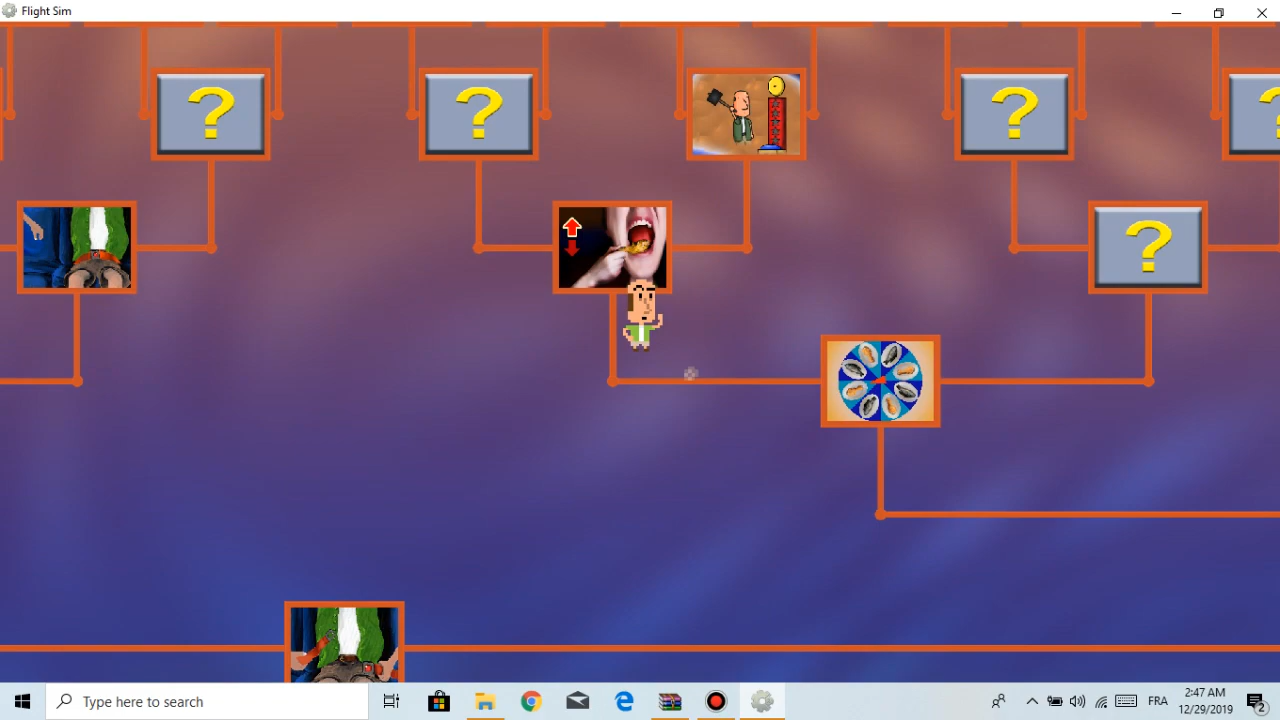 Flight Sim
?
?
?
?
?
Type here to search
FRA
2:47 AM
12/29/2019
2